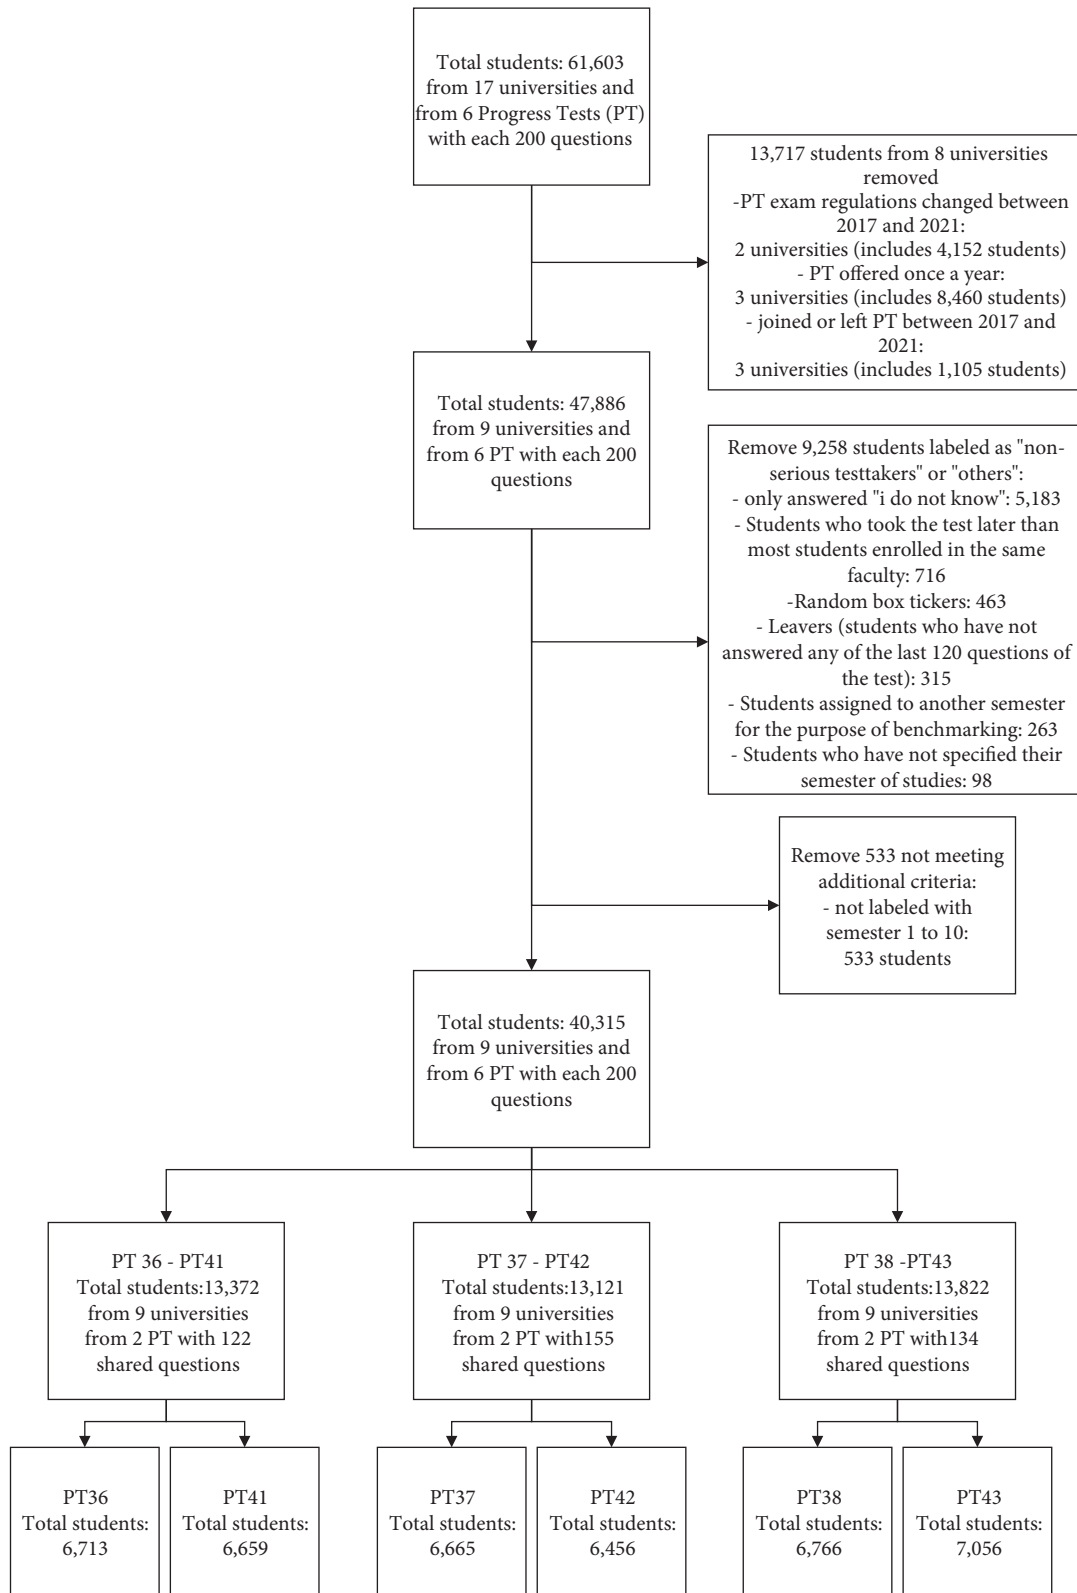 Total students: 61,603
from 17 universities and
from 6 Progress Tests (PT)
with each 200 questions
13,717 students from 8 universities
removed
-PT exam regulations changed between
2017 and 2021:
2 universities (includes 4,152 students)
- PT offered once a year:
3 universities (includes 8,460 students)
- joined or left PT between 2017 and
2021:
3 universities (includes 1,105 students)
Total students: 47,886
from 9 universities and
from 6 PT with each 200
questions
Remove 9,258 students labeled as "non-
serious testtakers" or "others":
- only answered "i do not know": 5,183
- Students who took the test later than
most students enrolled in the same
faculty: 716
-Random box tickers: 463
- Leavers (students who have not
answered any of the last 120 questions of
the test): 315
- Students assigned to another semester
for the purpose of benchmarking: 263
- Students who have not specified their
semester of studies: 98
Remove 533 not meeting
additional criteria:
- not labeled with
semester 1 to 10:
533 students
Total students: 40,315
from 9 universities and
from 6 PT with each 200
questions
PT 36 - PT41
Total students:13,372
from 9 universities
from 2 PT with 122
shared questions
PT 37 - PT42
Total students:13,121
from 9 universities
from 2 PT with155
shared questions
PT 38 -PT43
Total students:13,822
from 9 universities
from 2 PT with134
shared questions
PT36
Total students:
6,713
PT41
Total students:
6,659
PT37
Total students:
6,665
PT42
Total students:
6,456
PT38
Total students:
6,766
PT43
Total students:
7,056